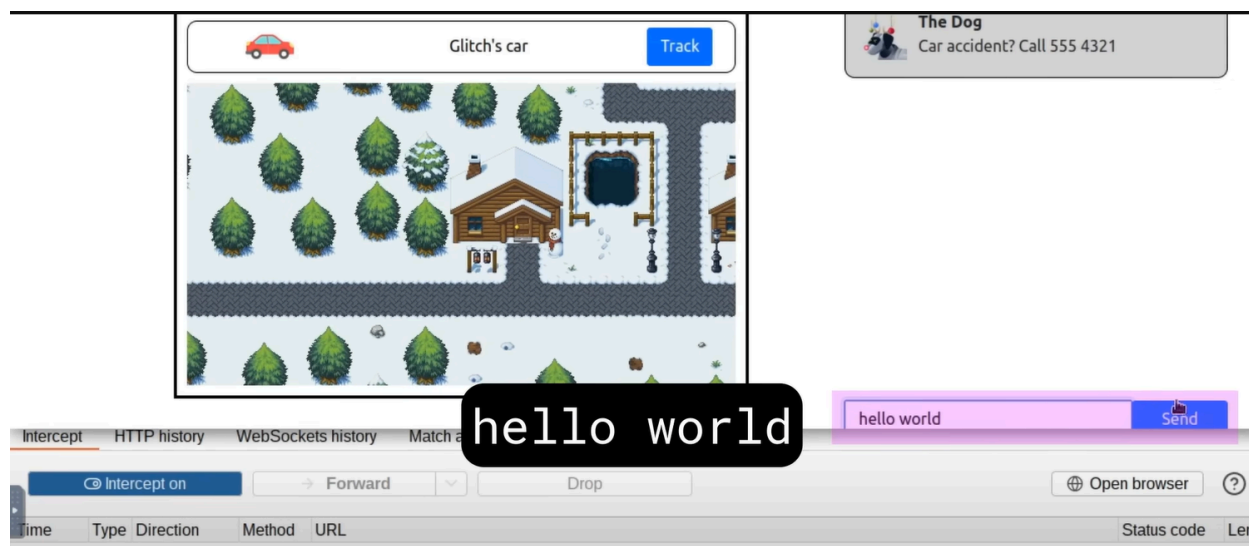 The Dog
Glitch's car
Track
Car accident? Call 555 4321
hello world
Send
Intercept
HTTP history
WebSockets history
Match a
hello world
Intercept on
Forward
Drop
Open browser
?
Time
Type
Direction
Method
URL
Status code
Ler